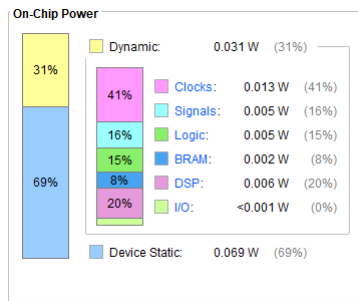 On-Chip Power
Dynamic: 0.031 W (31%)
31%
41%
Clocks: 0.013 W (41%)
16%
Signals: 0.005 W (16%)
15%
Logic: 0.005 W (15%)
8%
BRAM: 0.002 W (8%)
69%
20%
DSP: 0.006 W (20%)
I/O: <0.001 W (0%)
Device Static: 0.069 W (69%)